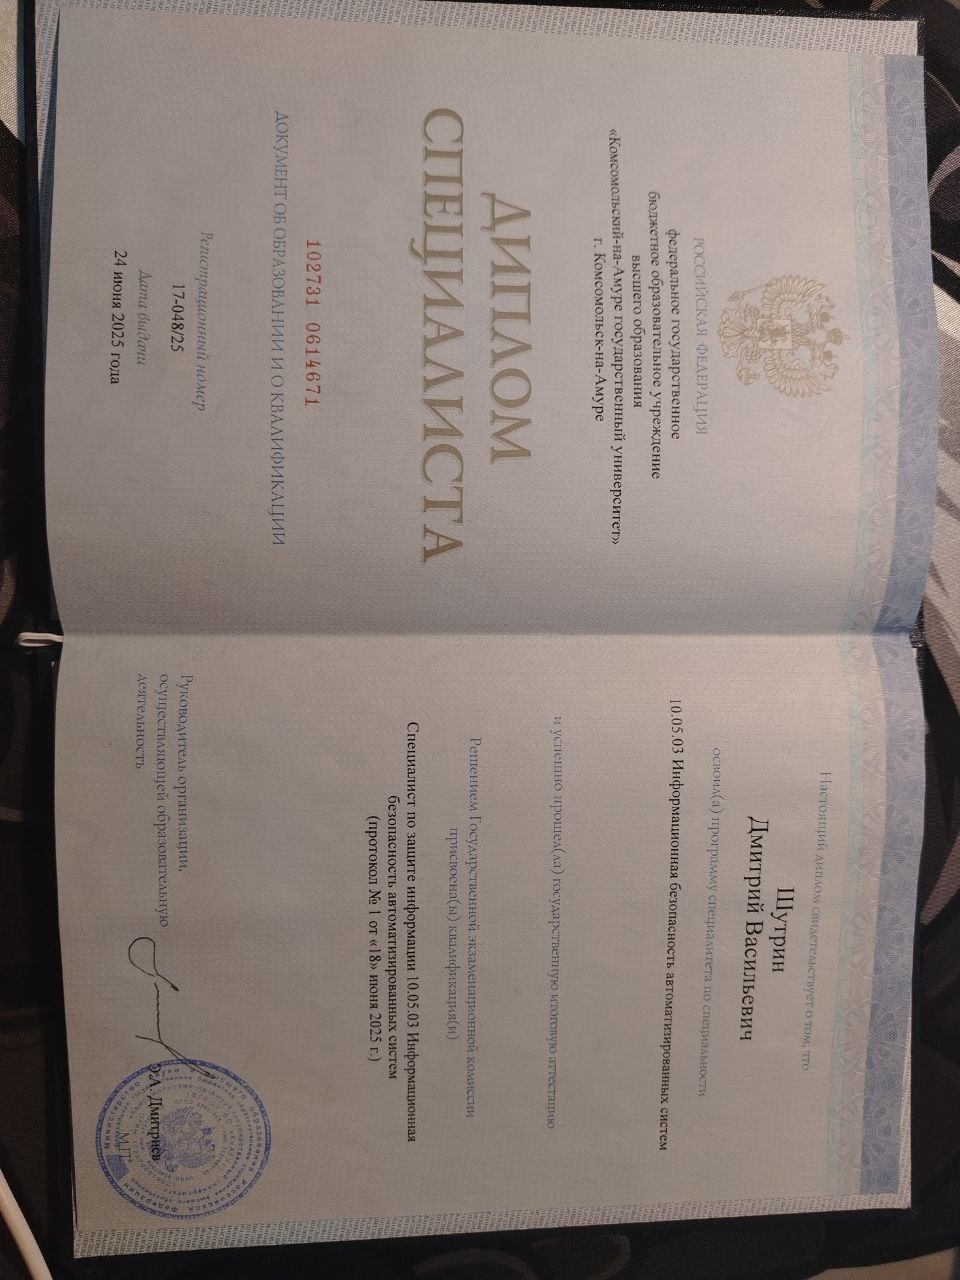 РОССИЙСКАЯ ФЕДЕРАЦИЯ
федеральное государственное
бюджетное образовательное учреждение
высшего образования
«Комсомольский-на-Амуре государственный университет»
г. Комсомольск-на-Амуре
ДИПЛОМ
СПЕЦИАЛИСТА
102731 0614671
ДОКУМЕНТ ОБ ОБРАЗОВАНИИ И О КВАЛИФИКАЦИИ
Регистрационный номер
17-048/25
Дата выдачи
24 июня 2025 года
Настоящий диплом свидетельствует о том, что
Шутрин
Дмитрий Васильевич
освоил(а) программу специалитета по специальности
10.05.03 Информационная безопасность автоматизированных систем
и успешно прошел(ла) государственную итоговую аттестацию
Решением Государственной экзаменационной комиссии
присвоена(ы) квалификация(и)
Специалист по защите информации 10.05.03 Информационная
безопасность автоматизированных систем
(протокол № 1 от «18» июня 2025 г.)
Руководитель организации,
осуществляющей образовательную
деятельность
Э.А. Дмитриев
М.П.